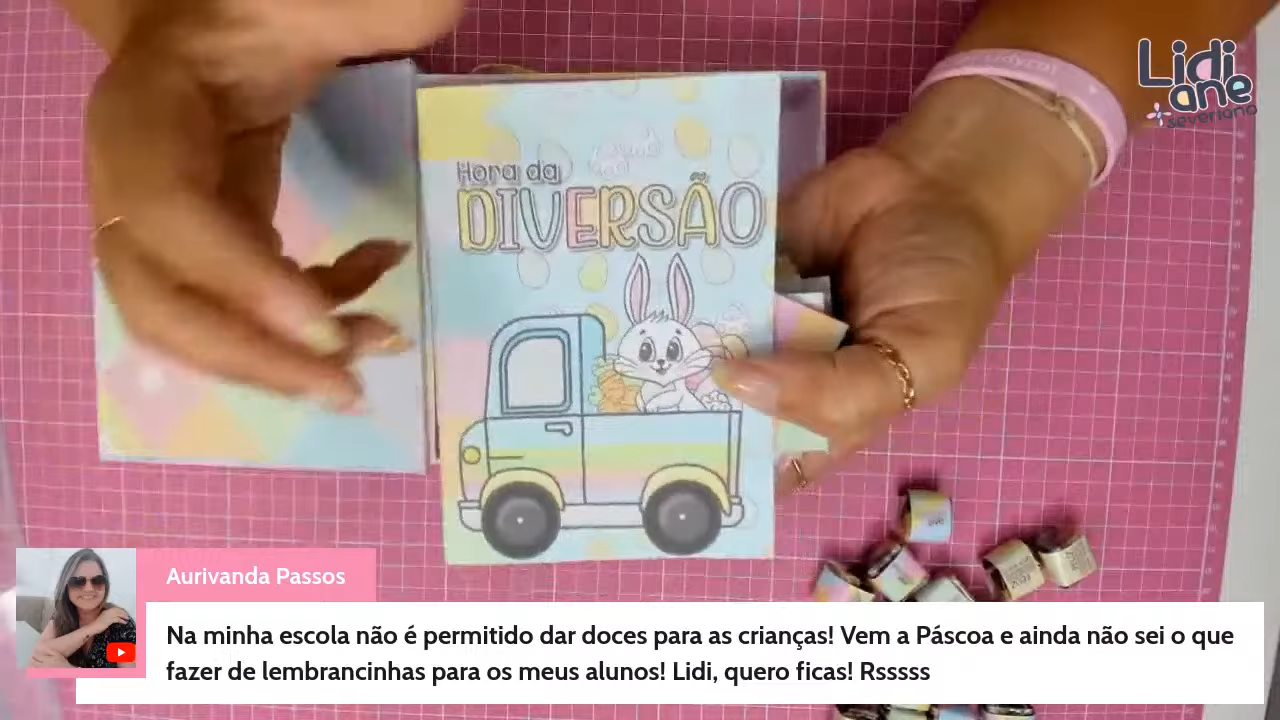 Lidi
ane
severiano
Hora da
DIVERSÃO
Aurivanda Passos
Na minha escola não é permitido dar doces para as crianças! Vem a Páscoa e ainda não sei o que
fazer de lembrancinhas para os meus alunos! Lidi, quero ficas! Rsssss